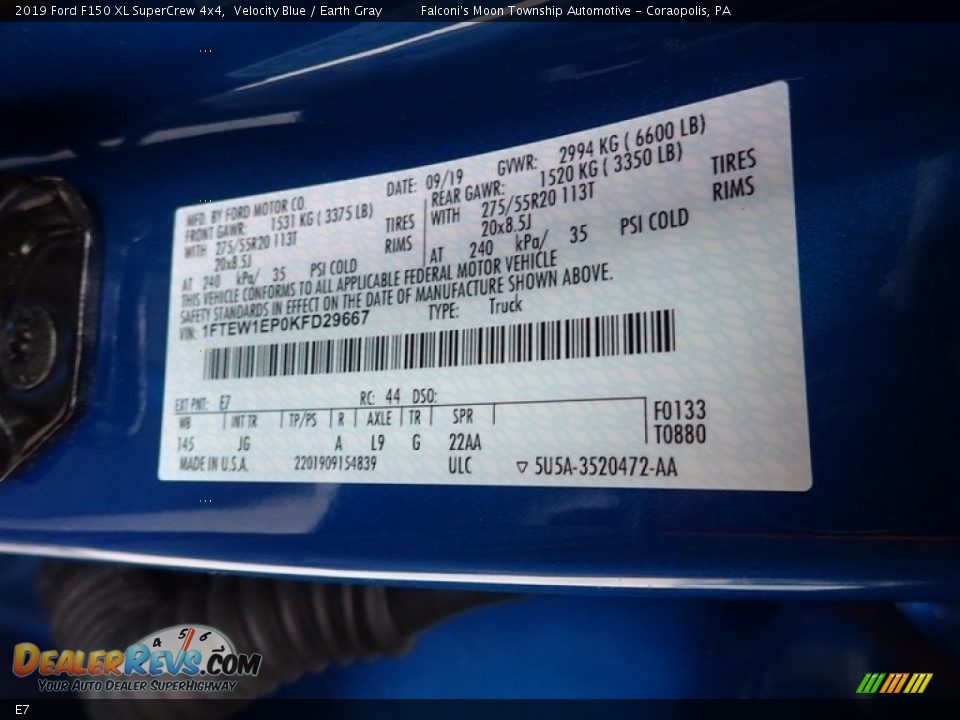 2019 Ford F150 XL SuperCrew 4x4, Velocity Blue / Earth Gray Falconi's Moon Township Automotive - Coraopolis, PA
MFD. BY FORD MOTOR CO. DATE: 09/19 GVWR: 2994 KG ( 6600 LB)
FRONT GAWR: 1531 KG ( 3375 LB) REAR GAWR: 1520 KG ( 3350 LB)
WITH 275/55R20 113T TIRES WITH 275/55R20 113T TIRES
20x8.5J RIMS 20x8.5J RIMS
AT 240 kPa/ 35 PSI COLD AT 240 kPa/ 35 PSI COLD
THIS VEHICLE CONFORMS TO ALL APPLICABLE FEDERAL MOTOR VEHICLE
SAFETY STANDARDS IN EFFECT ON THE DATE OF MANUFACTURE SHOWN ABOVE.
VIN: 1FTEW1EP0KFD29667 TYPE: Truck
EXT PNT: E7 RC: 44 DSO:
WB INT TR TP/PS R AXLE TR SPR F0133
145 JG A L9 G 22AA T0880
MADE IN U.S.A. 2201909154839 ULC ▽ 5U5A-3520472-AA
4 5 6
DEALERREVS.COM
YOUR AUTO DEALER SUPERHIGHWAY
E7